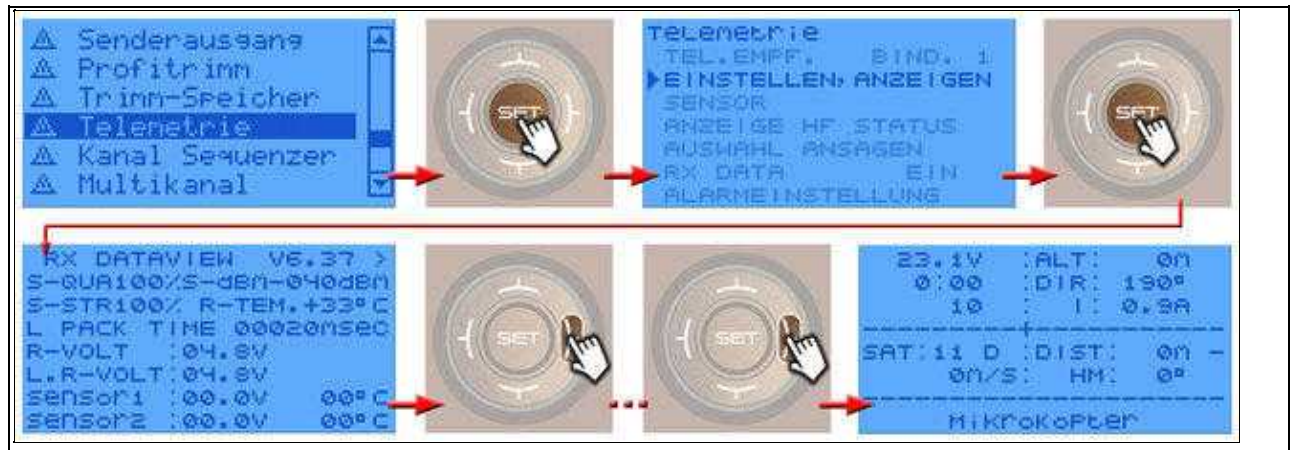 Senderausgang
Profitrimm
Trimm-Speicher
Telemetrie
Kanal Sequenzer
Multikanal
SET
Telemetrie
TEL.EMPF. BIND. 1
EINSTELLEN, ANZEIGEN
SENSOR
ANZEIGE HF STATUS
AUSWAHL ANSAGEN
RX DATA EIN
ALARMEINSTELLUNG
SET
RX DATAVIEW V6.37 >
S-QUA100%S-dBm-040dBm
S-STR100% R-TEM.+33°C
L PACK TIME 00020msec
R-VOLT :04.8V
L.R-VOLT:04.8V
Sensor1 :00.0V 00°C
Sensor2 :00.0V 00°C
SET
SET
23.1V :ALT: 0m
0:00 :DIR: 190°
10 : I: 0.9A
SAT:11 D :DIST: 0m -
0m/s: HM: 0°
MikroKopter